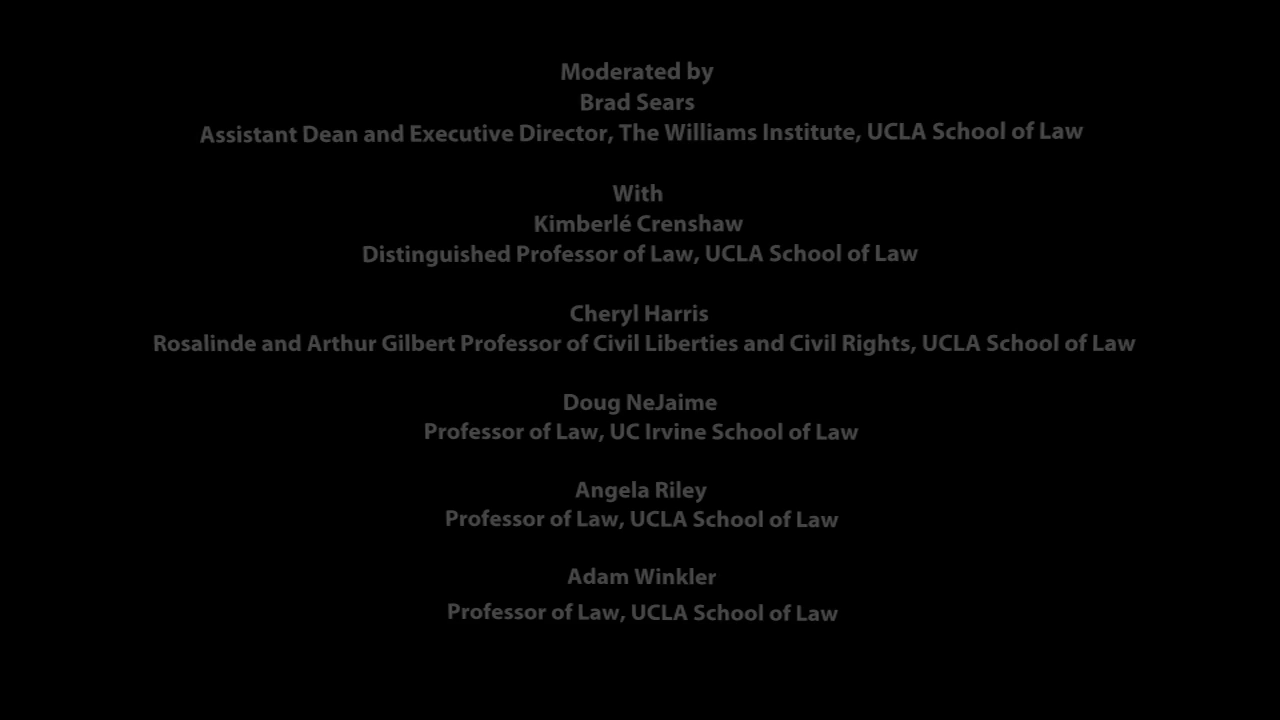 Moderated by
Brad Sears
Assistant Dean and Executive Director, The Williams Institute, UCLA School of Law
With
Kimberlé Crenshaw
Distinguished Professor of Law, UCLA School of Law
Cheryl Harris
Rosalinde and Arthur Gilbert Professor of Civil Liberties and Civil Rights, UCLA School of Law
Doug NeJaime
Professor of Law, UC Irvine School of Law
Angela Riley
Professor of Law, UCLA School of Law
Adam Winkler
Professor of Law, UCLA School of Law